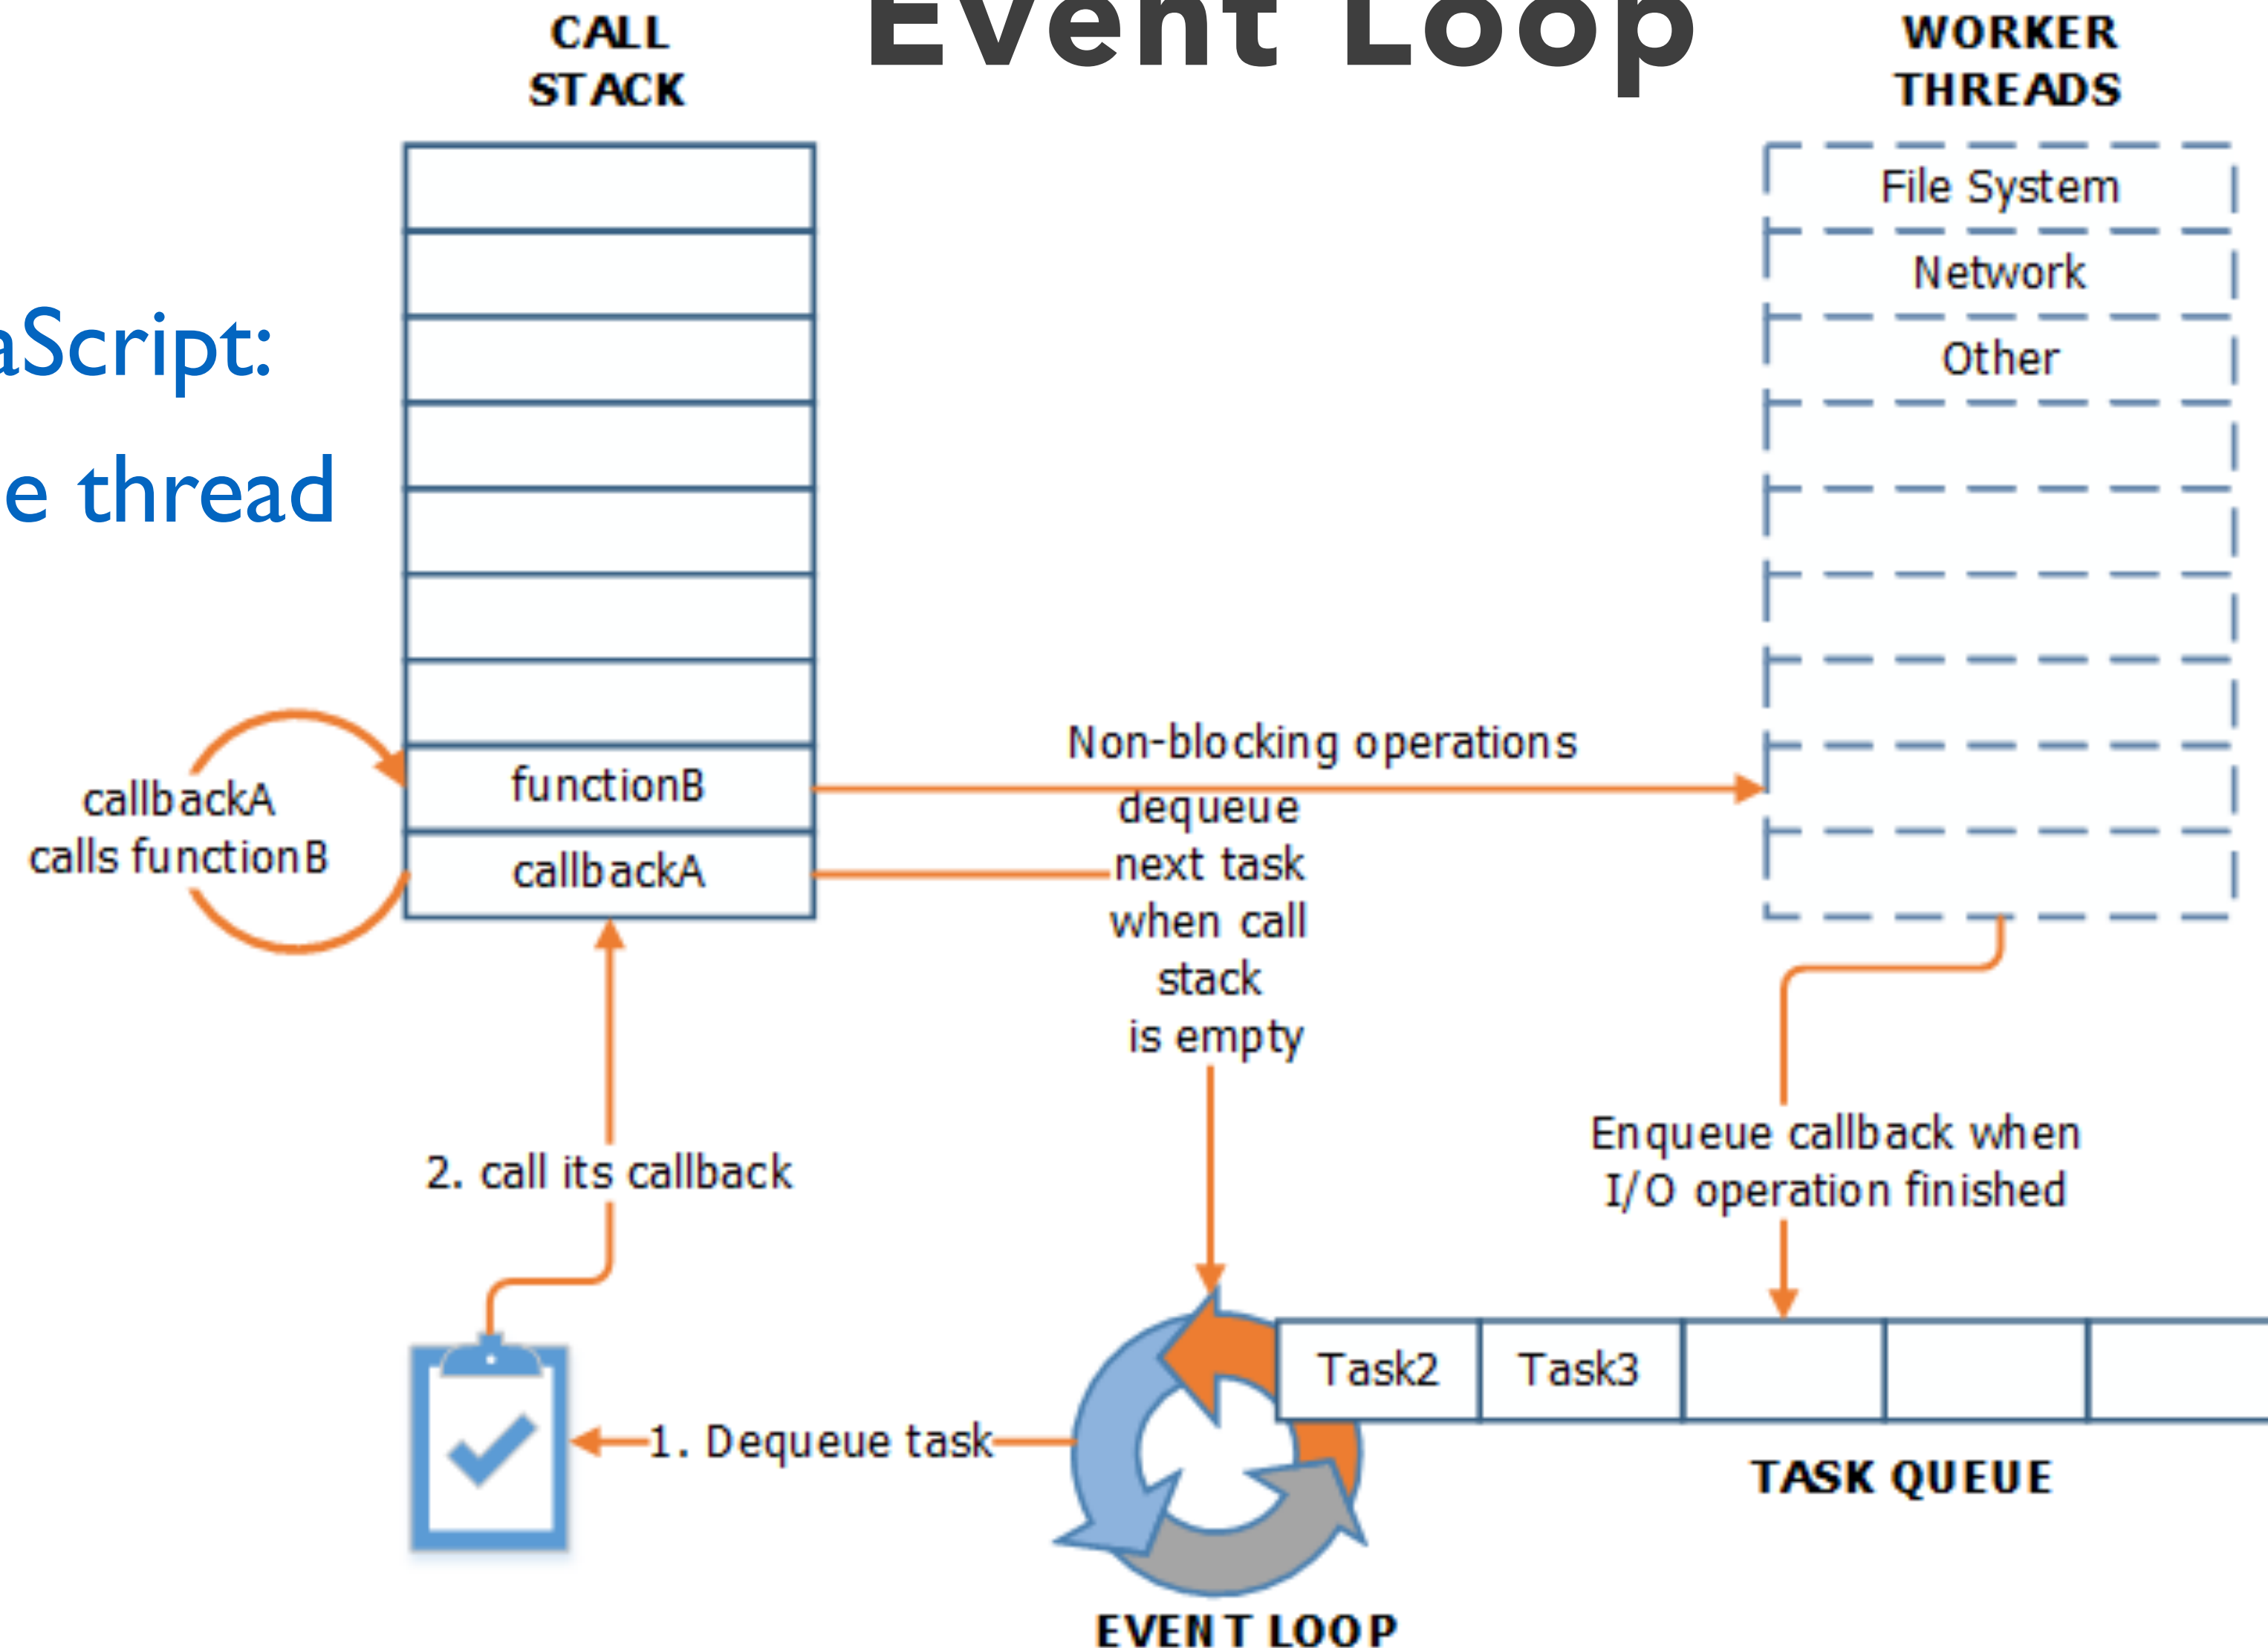 Event Loop
CALL
STACK
WORKER
THREADS
File System
Network
Other
aScript:
e thread
Non-blocking operations
functionB
callbackA
calls functionB
callbackA
dequeue
next task
when call
stack
is empty
2. call its callback
Enqueue callback when
I/O operation finished
Task2
Task3
1. Dequeue task
TASK QUEUE
EVENT LOOP